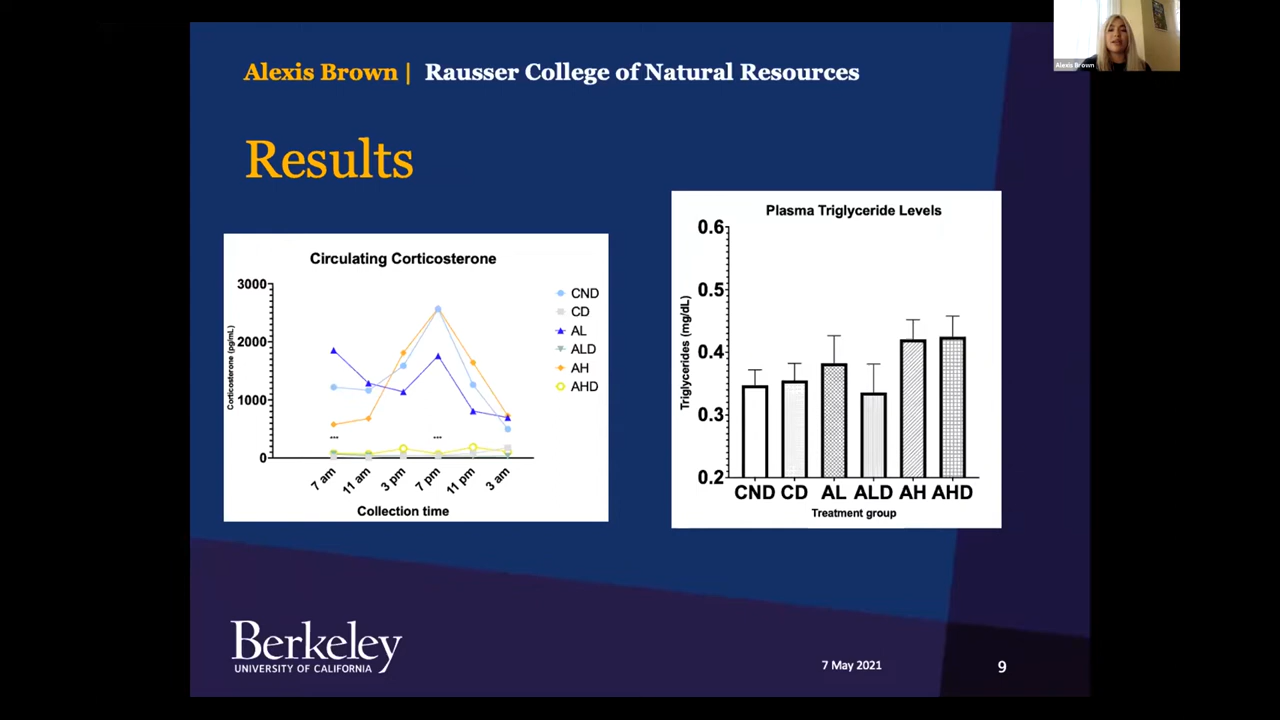 Alexis Brown
Alexis Brown | Rausser College of Natural Resources
Results
Circulating Corticosterone
3000
2000
1000
0
Corticosterone (pg/mL)
***
***
7 am
11 am
3 pm
7 pm
11 pm
3 am
Collection time
CND
CD
AL
ALD
AH
AHD
Plasma Triglyceride Levels
0.6
0.5
0.4
0.3
0.2
Triglycerides (mg/dL)
CND CD AL ALD AH AHD
Treatment group
Berkeley
UNIVERSITY OF CALIFORNIA
7 May 2021
9